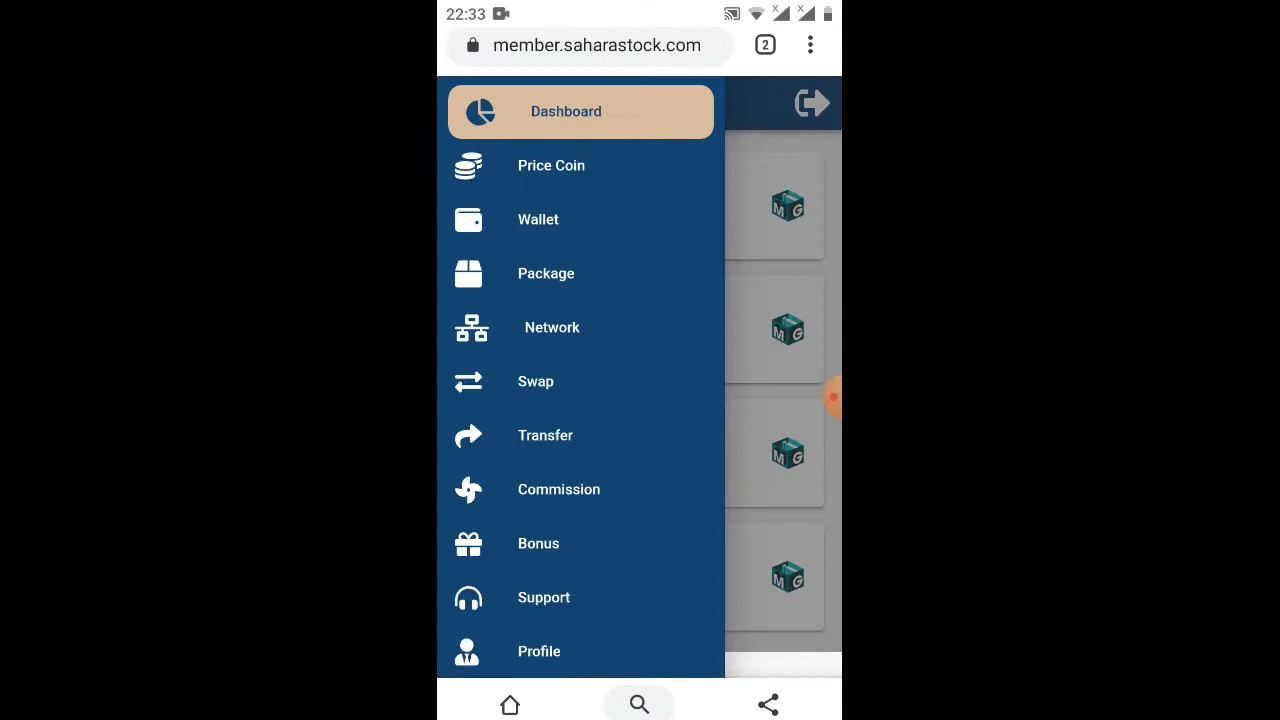 22:33
member.saharastock.com
2
Dashboard
Price Coin
Wallet
Package
Network
Swap
Transfer
Commission
Bonus
Support
Profile
M G
M G
M G
M G